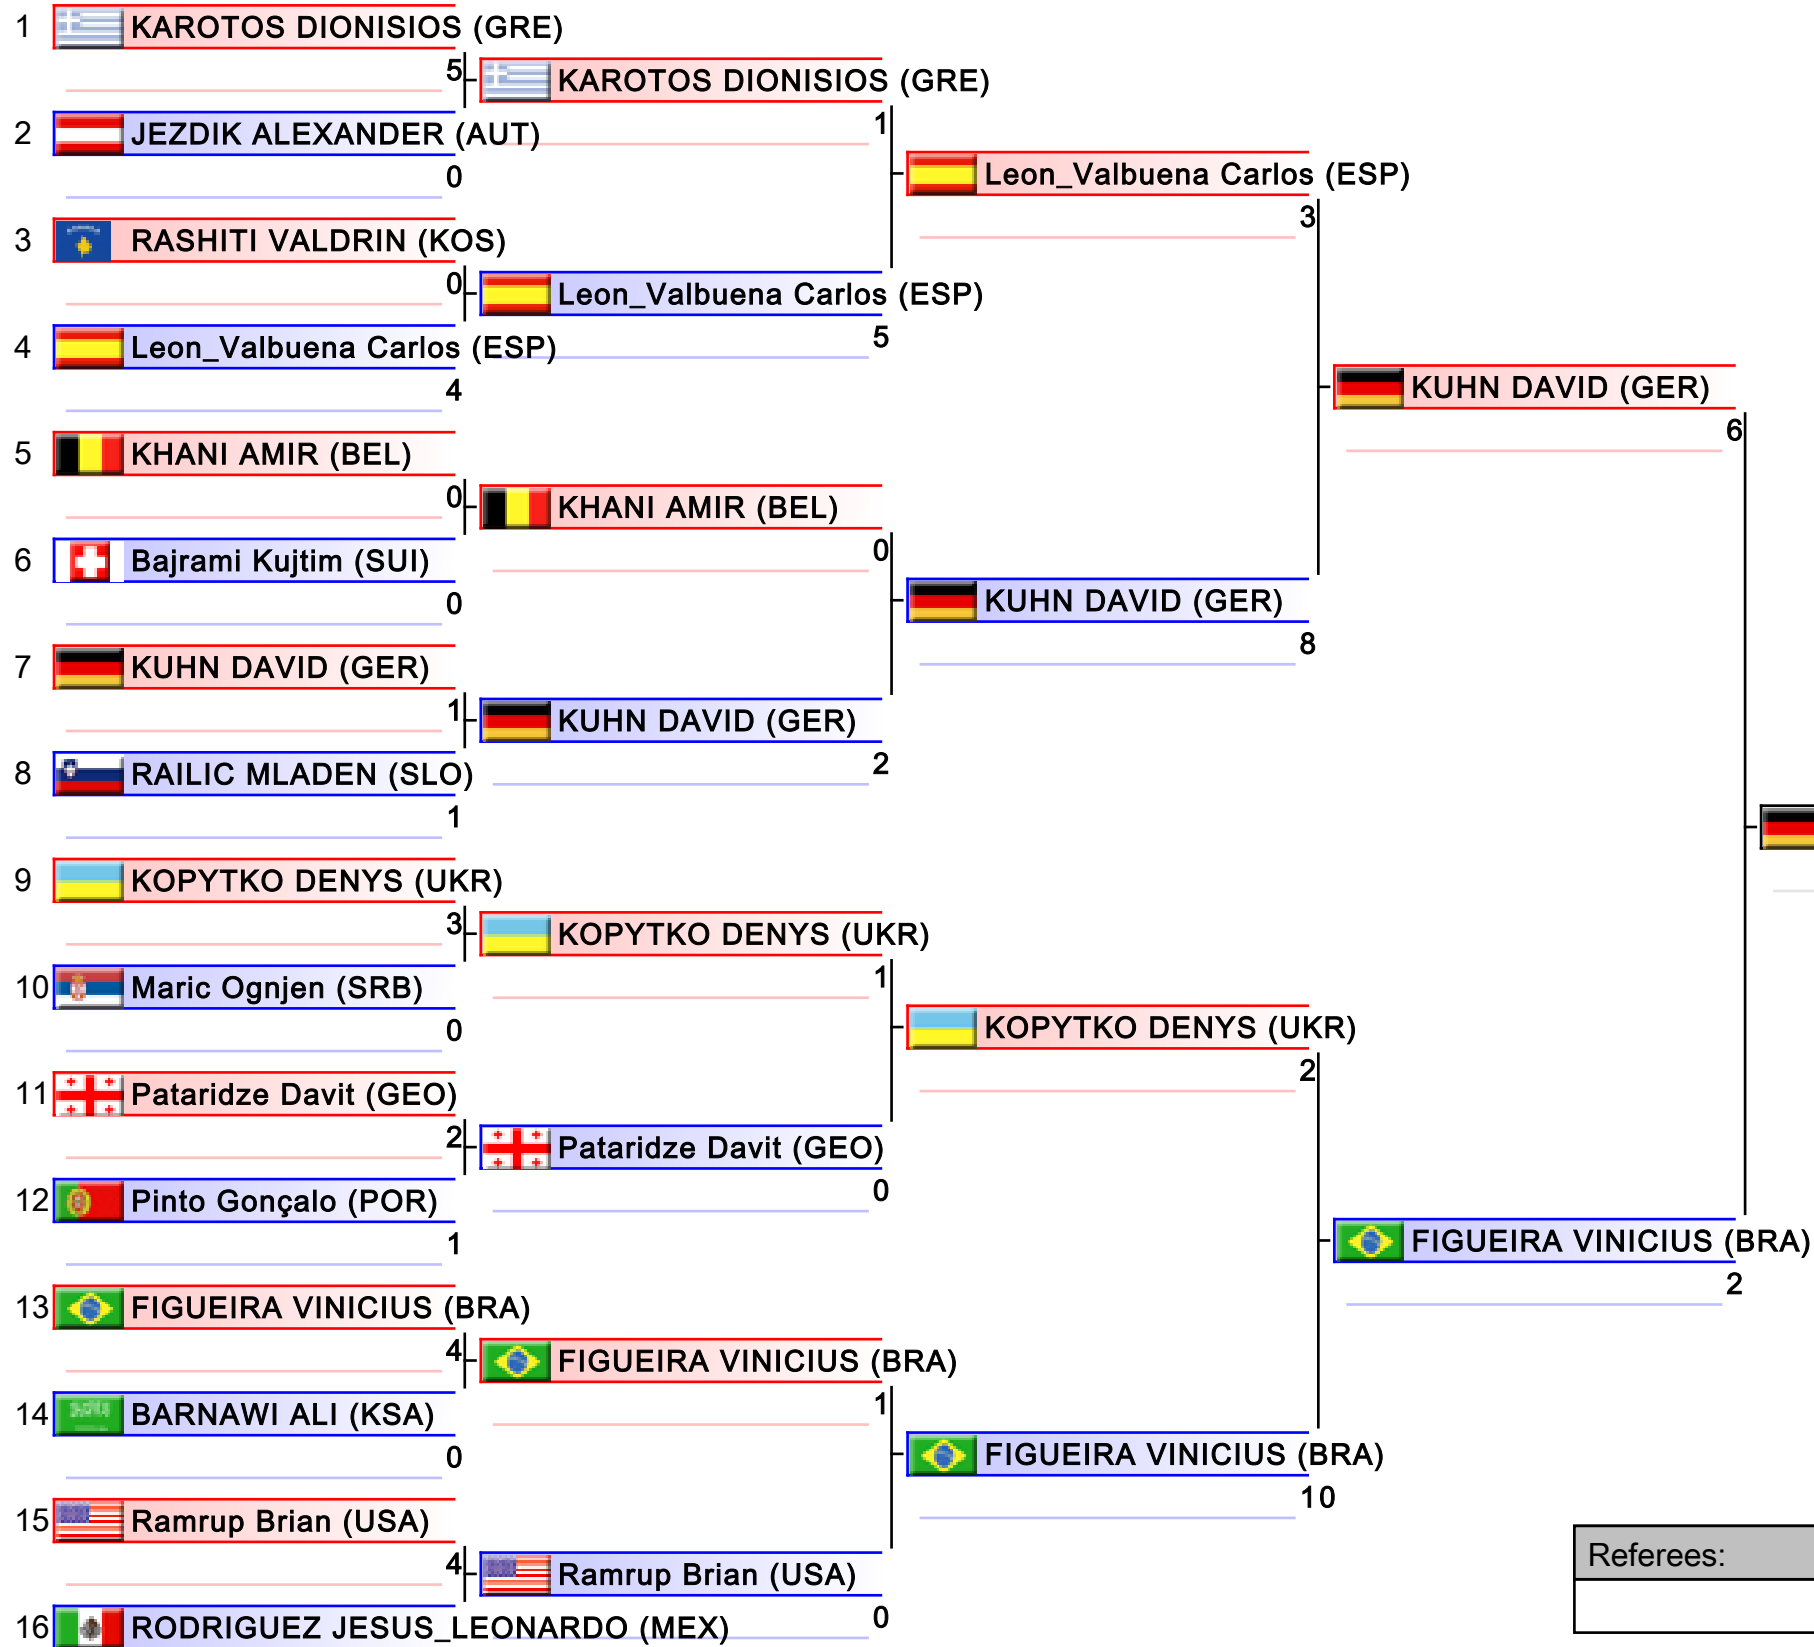 1 KAROTOS DIONISIOS (GRE)
5 KAROTOS DIONISIOS (GRE)
2 JEZDIK ALEXANDER (AUT)
1
0
Leon_Valbuena Carlos (ESP)
3
3 RASHITI VALDRIN (KOS)
0 Leon_Valbuena Carlos (ESP)
5
4 Leon_Valbuena Carlos (ESP)
4
KUHN DAVID (GER)
6
5 KHANI AMIR (BEL)
0 KHANI AMIR (BEL)
0
6 Bajrami Kujtim (SUI)
0
KUHN DAVID (GER)
8
7 KUHN DAVID (GER)
1 KUHN DAVID (GER)
2
8 RAILIC MLADEN (SLO)
1
9 KOPYTKO DENYS (UKR)
3 KOPYTKO DENYS (UKR)
1
10 Maric Ognjen (SRB)
0
KOPYTKO DENYS (UKR)
2
11 Pataridze Davit (GEO)
2 Pataridze Davit (GEO)
0
12 Pinto Gonçalo (POR)
1
FIGUEIRA VINICIUS (BRA)
2
13 FIGUEIRA VINICIUS (BRA)
4 FIGUEIRA VINICIUS (BRA)
1
14 BARNAWI ALI (KSA)
0
FIGUEIRA VINICIUS (BRA)
10
15 Ramrup Brian (USA)
4 Ramrup Brian (USA)
0
16 RODRIGUEZ JESUS_LEONARDO (MEX)
Referees: